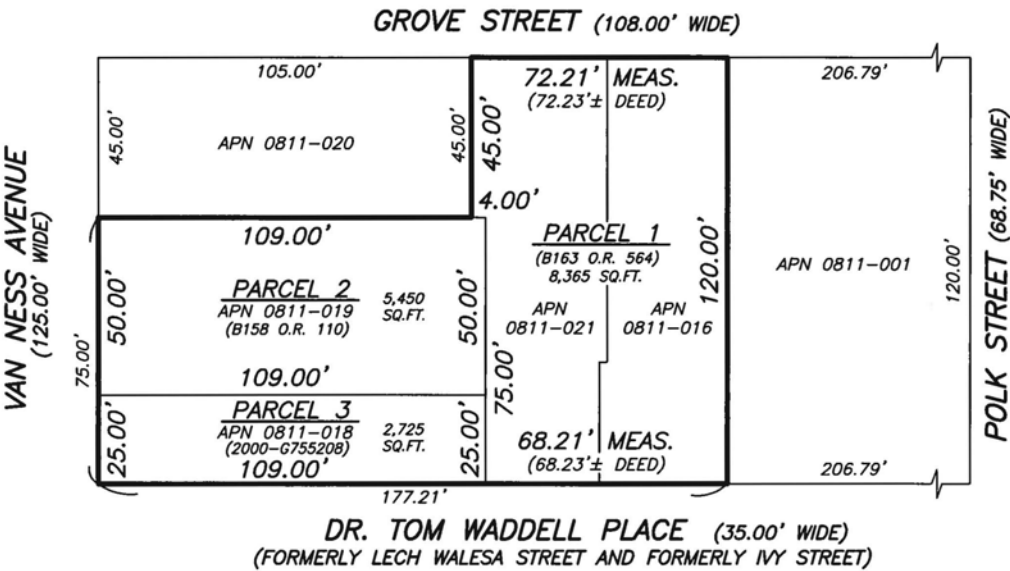 GROVE STREET (108.00' WIDE)
105.00'
72.21' MEAS.
(72.23'± DEED)
206.79'
45.00'
APN 0811-020
45.00'
45.00'
4.00'
VAN NESS AVENUE
(125.00' WIDE)
109.00'
PARCEL 2
APN 0811-019
(B158 O.R. 110)
5,450
SQ.FT.
50.00'
50.00'
109.00'
75.00'
PARCEL 3
APN 0811-018
(2000-G755208)
2,725
SQ.FT.
25.00'
25.00'
109.00'
PARCEL 1
(B163 O.R. 564)
8,365 SQ.FT.
APN
0811-021
APN
0811-016
120.00'
75.00'
68.21' MEAS.
(68.23'± DEED)
APN 0811-001
120.00'
206.79'
POLK STREET (68.75' WIDE)
177.21'
DR. TOM WADDELL PLACE (35.00' WIDE)
(FORMERLY LECH WALESA STREET AND FORMERLY IVY STREET)